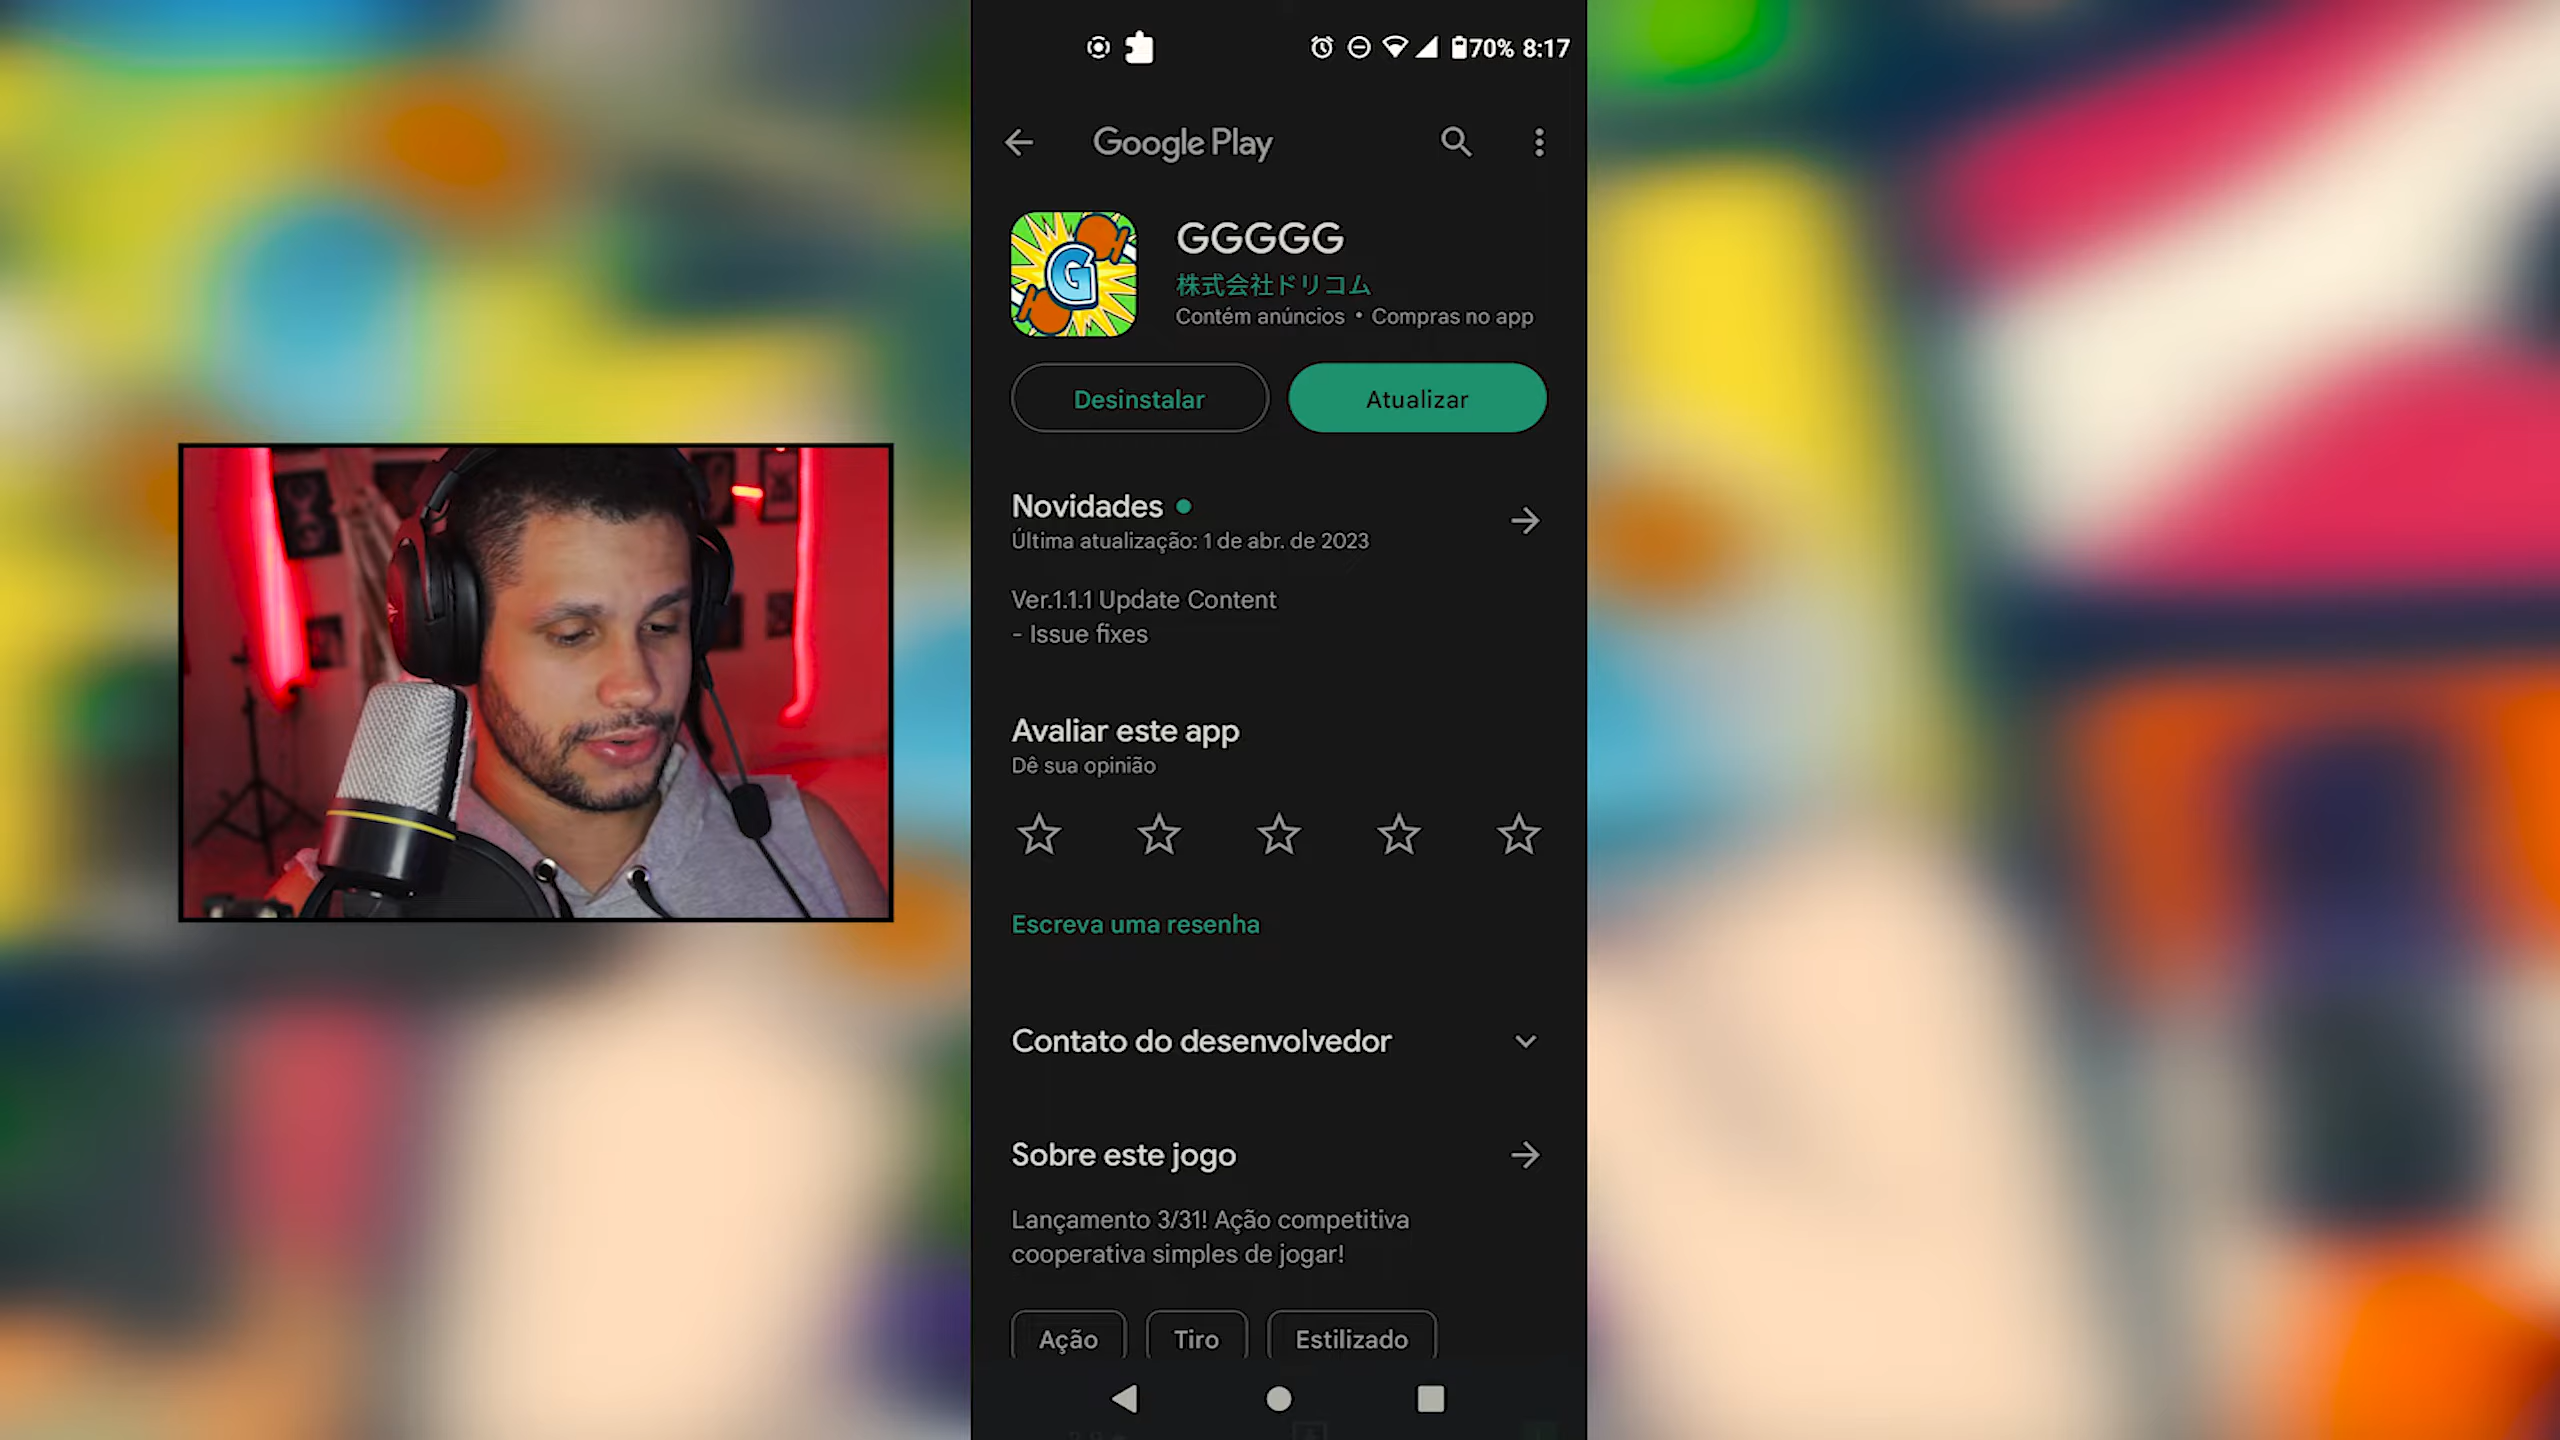 70% 8:17
Google Play
G
GGGGG
株式会社ドリコム
Contém anúncios • Compras no app
Desinstalar
Atualizar
Novidades
Última atualização: 1 de abr. de 2023
Ver.1.1.1 Update Content
- Issue fixes
Avaliar este app
Dê sua opinião
Escreva uma resenha
Contato do desenvolvedor
Sobre este jogo
Lançamento 3/31! Ação competitiva
cooperativa simples de jogar!
Ação
Tiro
Estilizado